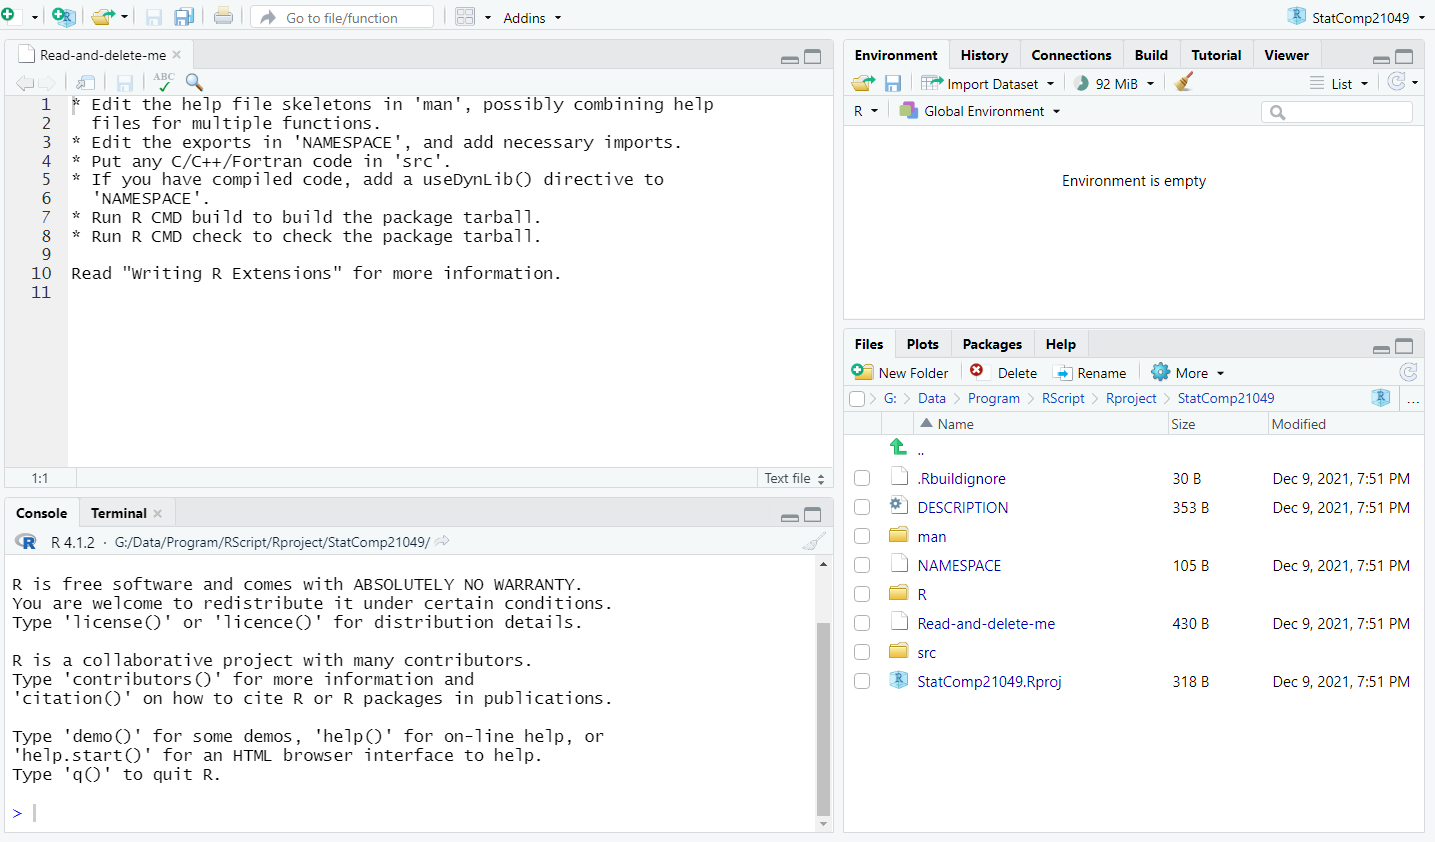 Go to file/function
Addins
StatComp21049
Read-and-delete-me
ABC
1 * Edit the help file skeletons in 'man', possibly combining help
2   files for multiple functions.
3 * Edit the exports in 'NAMESPACE', and add necessary imports.
4 * Put any C/C++/Fortran code in 'src'.
5 * If you have compiled code, add a useDynLib() directive to
6   'NAMESPACE'.
7 * Run R CMD build to build the package tarball.
8 * Run R CMD check to check the package tarball.
9
10 Read "Writing R Extensions" for more information.
11
1:1 Text file
Console Terminal
R R 4.1.2 · G:/Data/Program/RScript/Rproject/StatComp21049/
R is free software and comes with ABSOLUTELY NO WARRANTY.
You are welcome to redistribute it under certain conditions.
Type 'license()' or 'licence()' for distribution details.
R is a collaborative project with many contributors.
Type 'contributors()' for more information and
'citation()' on how to cite R or R packages in publications.
Type 'demo()' for some demos, 'help()' for on-line help, or
'help.start()' for an HTML browser interface to help.
Type 'q()' to quit R.
>
Environment History Connections Build Tutorial Viewer
Import Dataset 92 MiB List
R Global Environment
Environment is empty
Files Plots Packages Help
New Folder Delete Rename More
G: Data Program RScript Rproject StatComp21049 R ...
Name Size Modified
..
.Rbuildignore 30 B Dec 9, 2021, 7:51 PM
DESCRIPTION 353 B Dec 9, 2021, 7:51 PM
man
NAMESPACE 105 B Dec 9, 2021, 7:51 PM
R
Read-and-delete-me 430 B Dec 9, 2021, 7:51 PM
src
StatComp21049.Rproj 318 B Dec 9, 2021, 7:51 PM